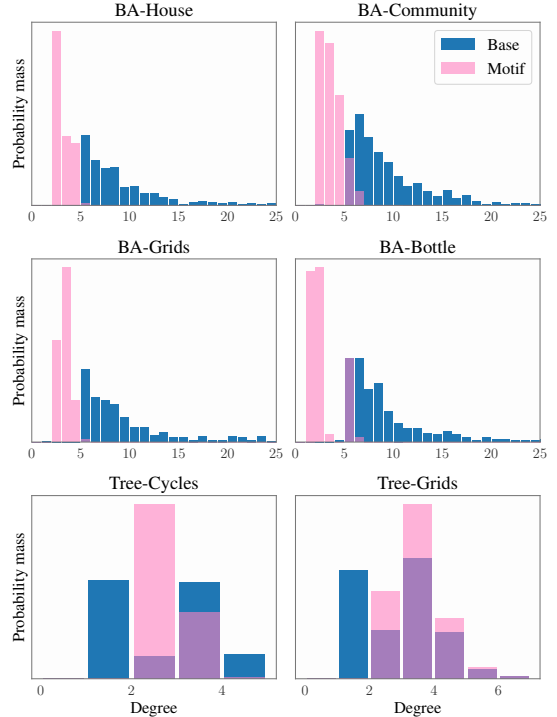 BA-House
BA-Community
Probability mass
Base
Motif
0 5 10 15 20 25
0 5 10 15 20 25
BA-Grids
BA-Bottle
Probability mass
0 5 10 15 20 25
0 5 10 15 20 25
Tree-Cycles
Tree-Grids
Probability mass
0 2 4
0 2 4 6
Degree
Degree